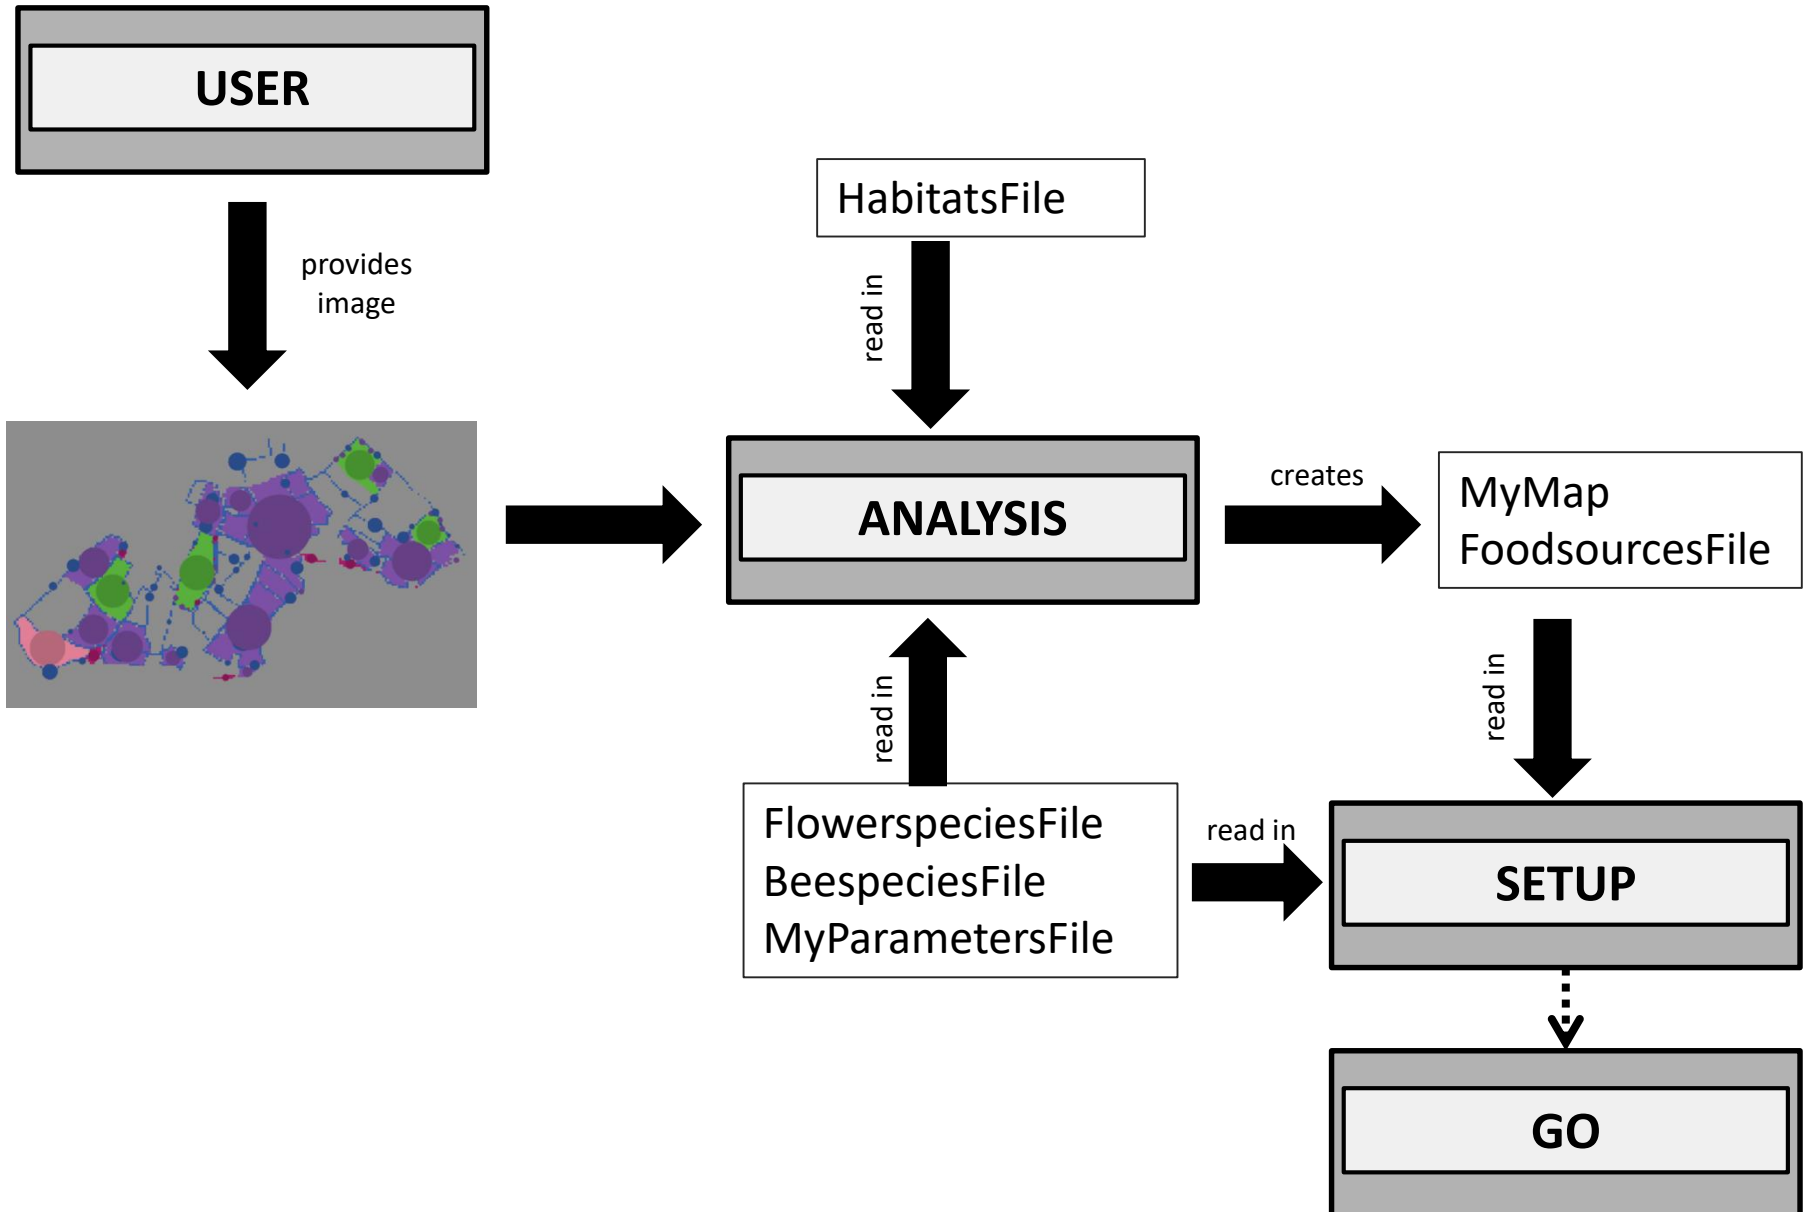 USER
provides
image
HabitatsFile
read in
ANALYSIS
creates
MyMap
FoodsourcesFile
read in
read in
FlowerspeciesFile
BeespeciesFile
MyParametersFile
read in
SETUP
GO